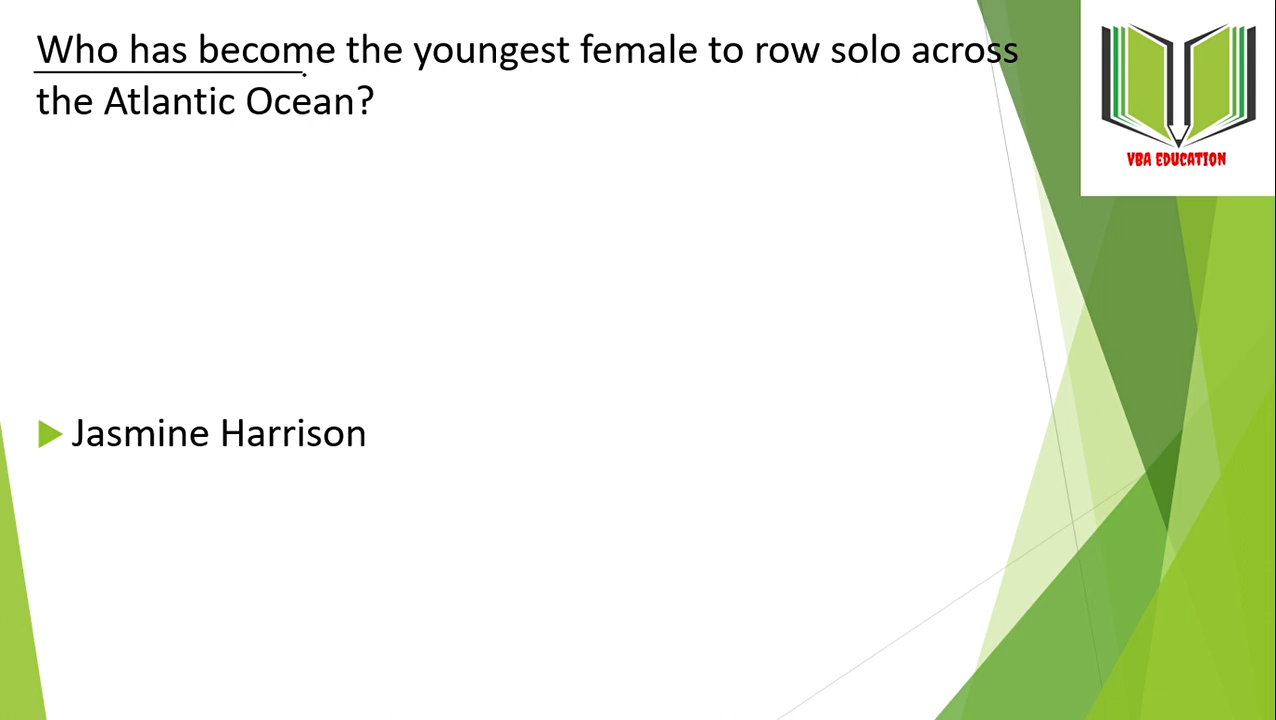 Who has become the youngest female to row solo across
the Atlantic Ocean?
VBA EDUCATION
Jasmine Harrison